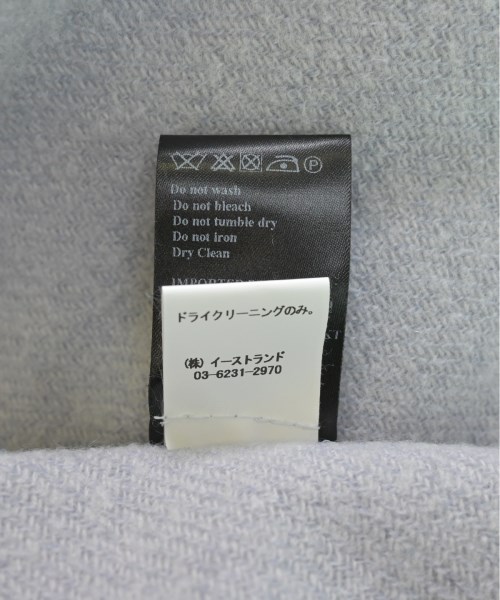 P
Do not wash
Do not bleach
Do not tumble dry
Do not iron
Dry Clean
ドライクリーニングのみ。
(株)イーストランド
03-6231-2970